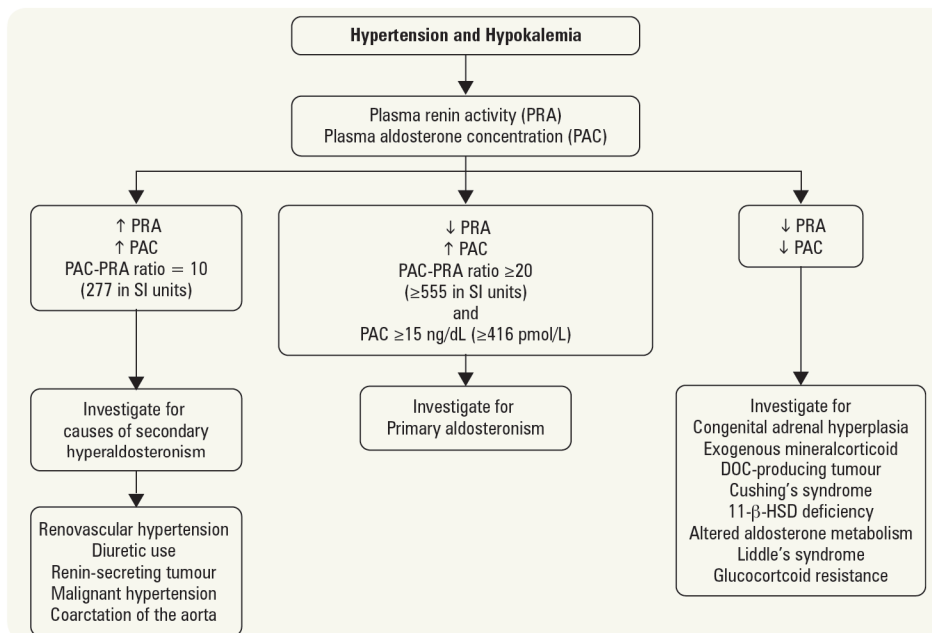 Hypertension and Hypokalemia
Plasma renin activity (PRA)
Plasma aldosterone concentration (PAC)
↑ PRA
↑ PAC
PAC-PRA ratio = 10
(277 in SI units)
↓ PRA
↑ PAC
PAC-PRA ratio ≥20
(≥555 in SI units)
and
PAC ≥15 ng/dL (≥416 pmol/L)
↓ PRA
↓ PAC
Investigate for
causes of secondary
hyperaldosteronism
Investigate for
Primary aldosteronism
Investigate for
Congenital adrenal hyperplasia
Exogenous mineralcorticoid
DOC-producing tumour
Cushing's syndrome
11-β-HSD deficiency
Altered aldosterone metabolism
Liddle's syndrome
Glucocortcoid resistance
Renovascular hypertension
Diuretic use
Renin-secreting tumour
Malignant hypertension
Coarctation of the aorta